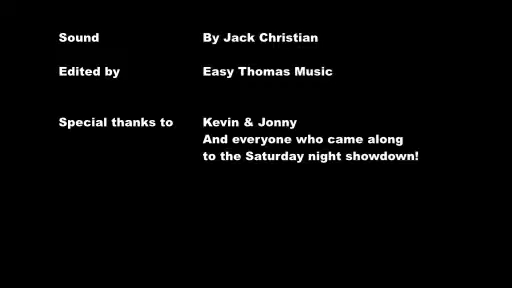 Sound By Jack Christian
Edited by Easy Thomas Music
Special thanks to Kevin & Jonny
And everyone who came along
to the Saturday night showdown!